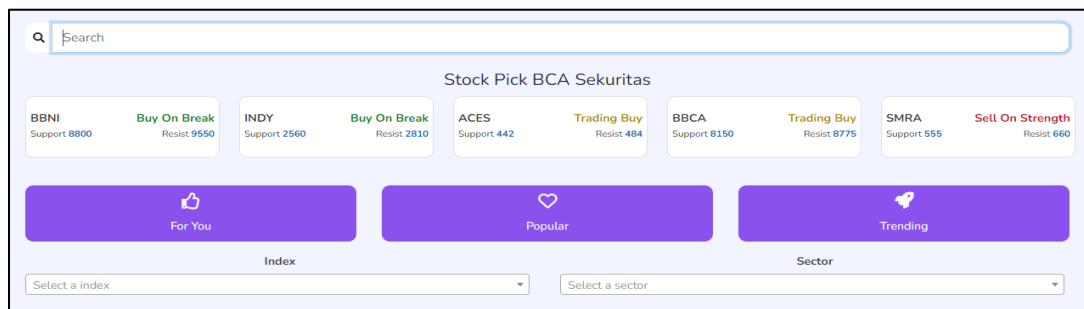 Search
Stock Pick BCA Sekuritas
BBNI Buy On Break
Support 8800 Resist 9550
INDY Buy On Break
Support 2560 Resist 2810
ACES Trading Buy
Support 442 Resist 484
BBCA Trading Buy
Support 8150 Resist 8775
SMRA Sell On Strength
Support 555 Resist 660
For You
Popular
Trending
Index
Select a index
Sector
Select a sector